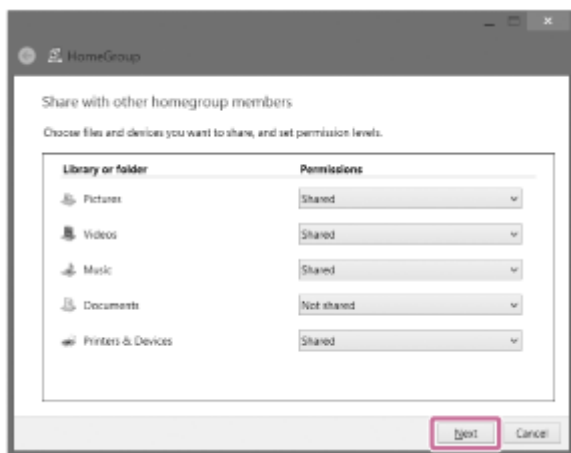 HomeGroup
Share with other homegroup members
Choose files and devices you want to share, and set permission levels.
Library or folder Permissions
Pictures Shared
Videos Shared
Music Shared
Documents Not shared
Printers & Devices Shared
Next Cancel